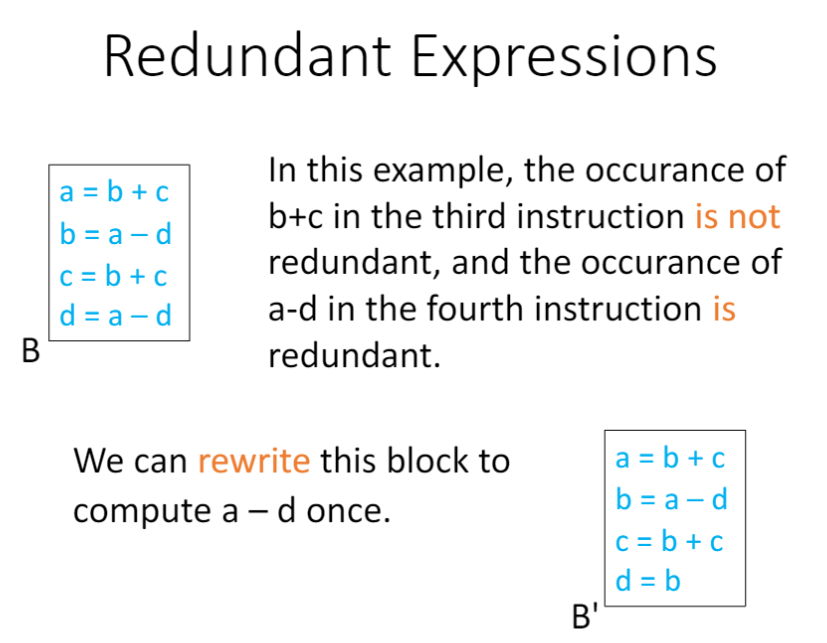 Redundant Expressions
a = b + c
b = a – d
c = b + c
d = a – d
B
In this example, the occurance of
b+c in the third instruction is not
redundant, and the occurance of
a-d in the fourth instruction is
redundant.
We can rewrite this block to
compute a – d once.
a = b + c
b = a – d
c = b + c
d = b
B'